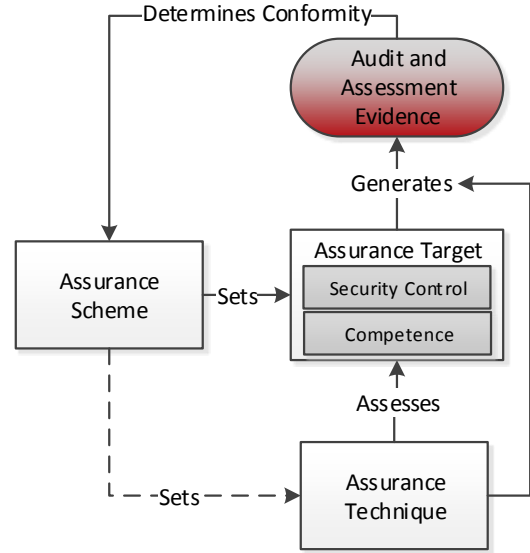 Determines Conformity
Audit and
Assessment
Evidence
Generates
Assurance Target
Security Control
Competence
Assurance
Scheme
Sets
Assesses
Sets
Assurance
Technique